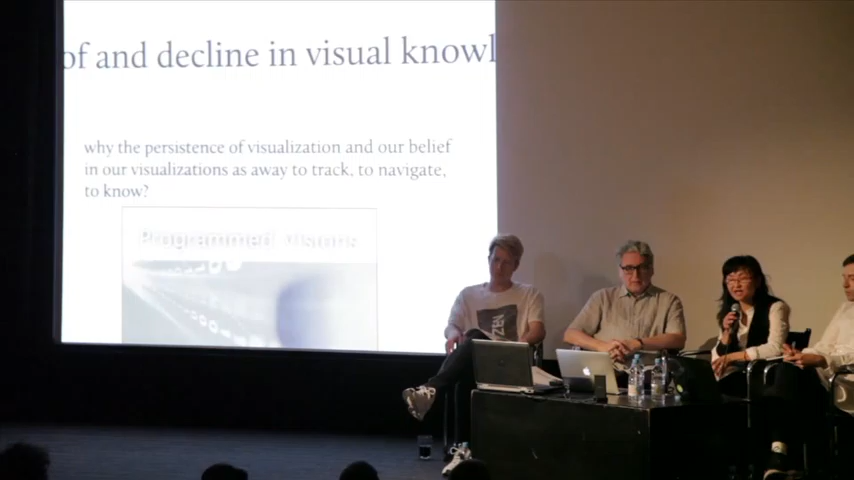 of and decline in visual knowl
why the persistence of visualization and our belief
in our visualizations as away to track, to navigate,
to know?
Programmed Visions